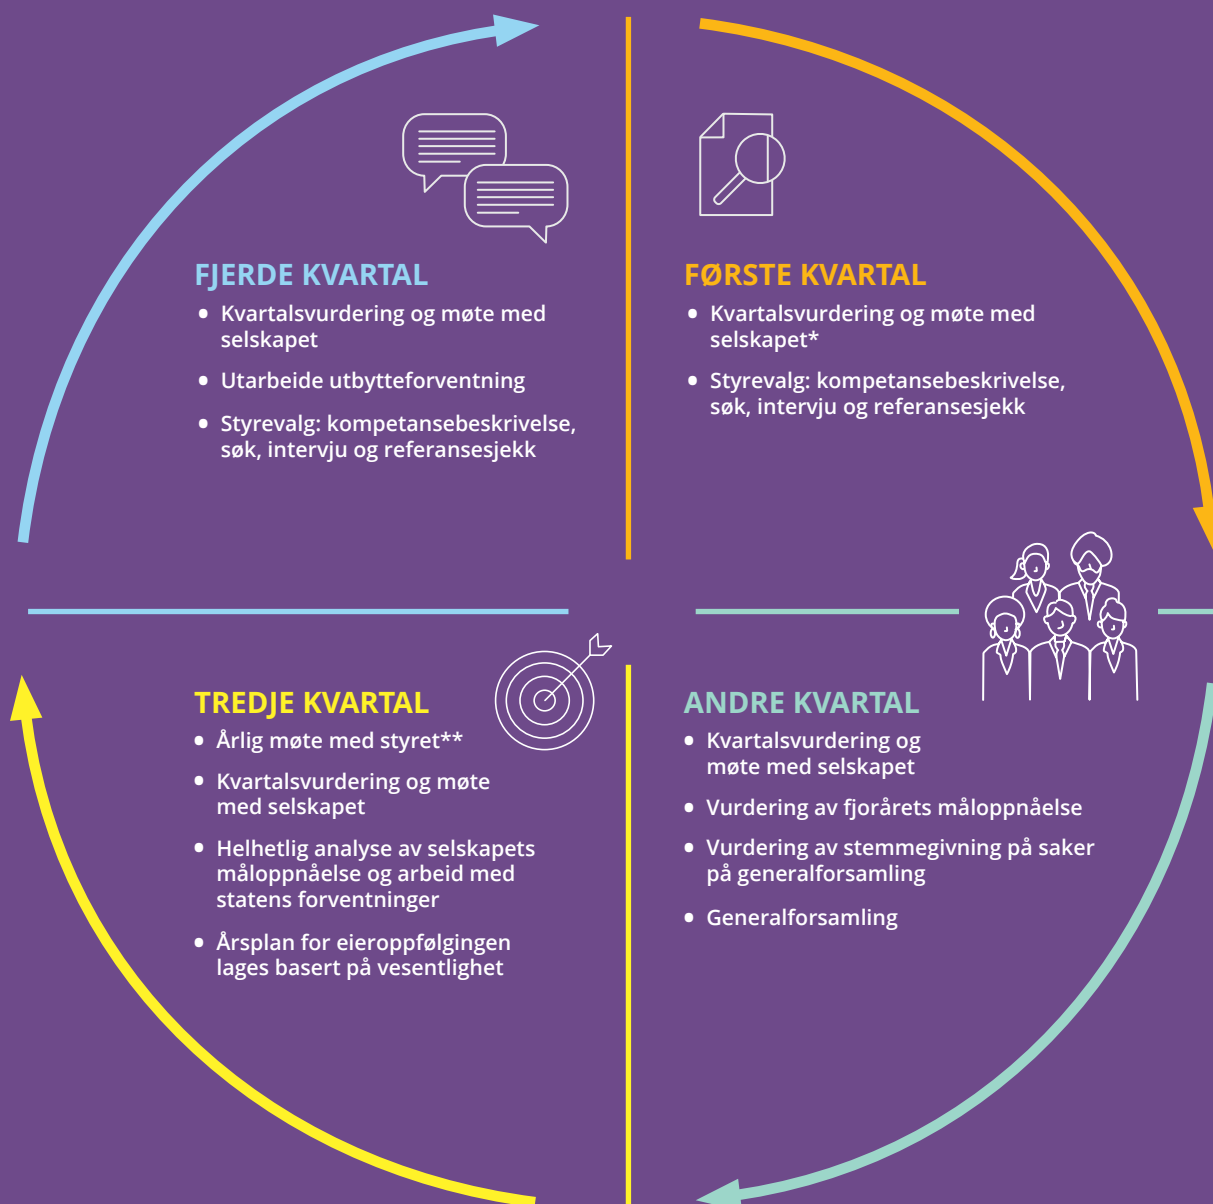 FJERDE KVARTAL
• Kvartalsvurdering og møte med
selskapet
• Utarbeide utbytteforventning
• Styrevalg: kompetansebeskrivelse,
søk, intervju og referansesjekk
FØRSTE KVARTAL
• Kvartalsvurdering og møte med
selskapet*
• Styrevalg: kompetansebeskrivelse,
søk, intervju og referansesjekk
TREDJE KVARTAL
• Årlig møte med styret**
• Kvartalsvurdering og møte
med selskapet
• Helhetlig analyse av selskapets
måloppnåelse og arbeid med
statens forventninger
• Årsplan for eieroppfølgingen
lages basert på vesentlighet
ANDRE KVARTAL
• Kvartalsvurdering og
møte med selskapet
• Vurdering av fjorårets måloppnåelse
• Vurdering av stemmegivning på saker
på generalforsamling
• Generalforsamling